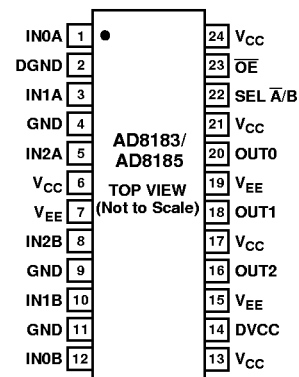 IN0A 1 24 VCC
DGND 2 23 OE
IN1A 3 22 SEL A/B
GND 4 21 VCC
IN2A 5 20 OUT0
VCC 6 19 VEE
VEE 7 18 OUT1
IN2B 8 17 VCC
GND 9 16 OUT2
IN1B 10 15 VEE
GND 11 14 DVCC
IN0B 12 13 VCC
AD8183/
AD8185
TOP VIEW
(Not to Scale)